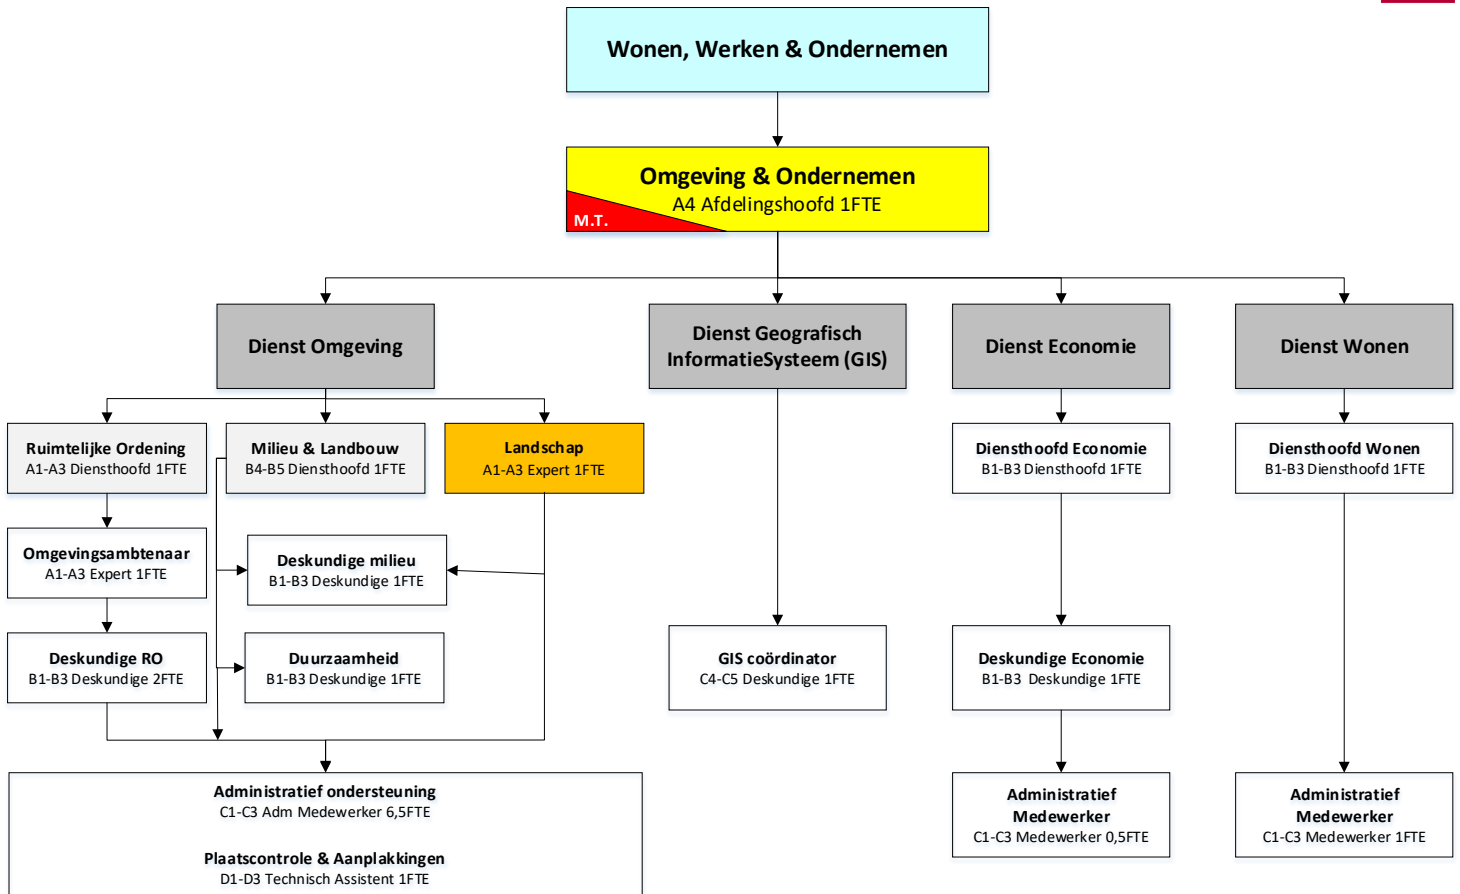 Wonen, Werken & Ondernemen
Omgeving & Ondernemen
A4 Afdelingshoofd 1FTE
M.T.
Dienst Omgeving
Dienst Geografisch
InformatieSysteem (GIS)
Dienst Economie
Dienst Wonen
Ruimtelijke Ordening
A1-A3 Diensthoofd 1FTE
Milieu & Landbouw
B4-B5 Diensthoofd 1FTE
Landschap
A1-A3 Expert 1FTE
Diensthoofd Economie
B1-B3 Diensthoofd 1FTE
Diensthoofd Wonen
B1-B3 Diensthoofd 1FTE
Omgevingsambtenaar
A1-A3 Expert 1FTE
Deskundige milieu
B1-B3 Deskundige 1FTE
Deskundige RO
B1-B3 Deskundige 2FTE
Duurzaamheid
B1-B3 Deskundige 1FTE
GIS coördinator
C4-C5 Deskundige 1FTE
Deskundige Economie
B1-B3 Deskundige 1FTE
Administratief ondersteuning
C1-C3 Adm Medewerker 6,5FTE
Plaatscontrole & Aanplakkingen
D1-D3 Technisch Assistent 1FTE
Administratief
Medewerker
C1-C3 Medewerker 0,5FTE
Administratief
Medewerker
C1-C3 Medewerker 1FTE